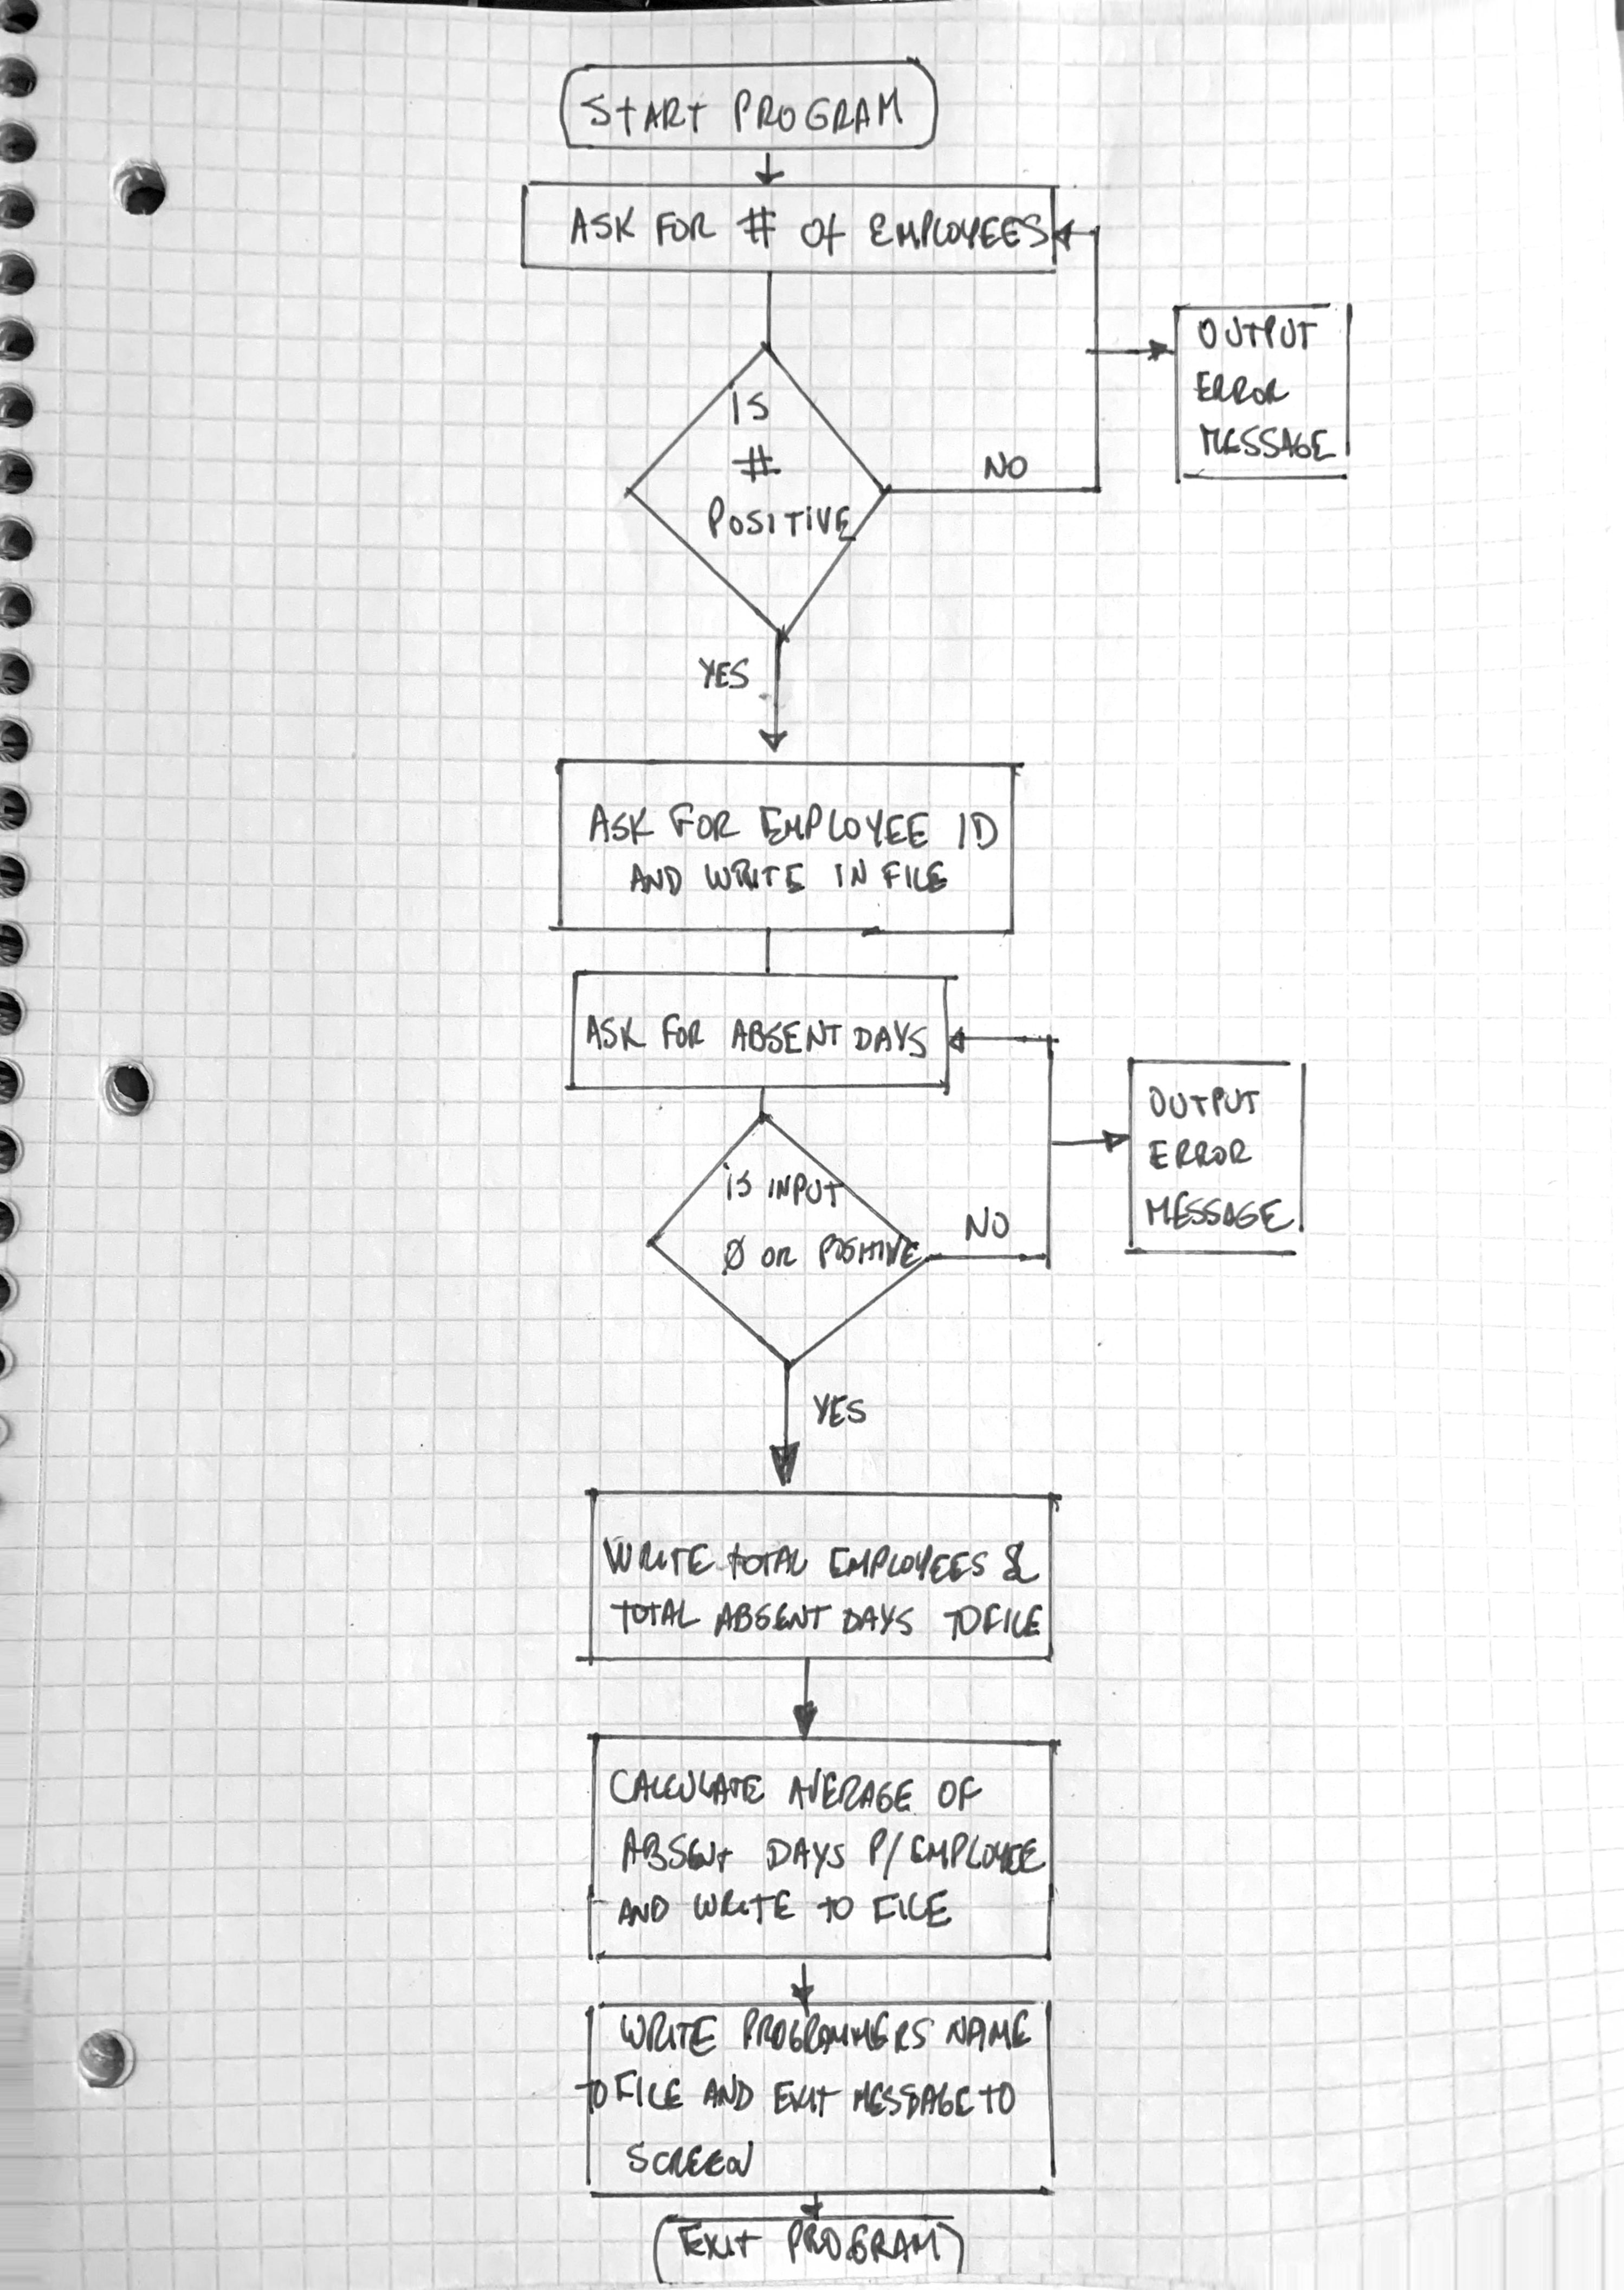 START PROGRAM
ASK FOR # OF EMPLOYEES
OUTPUT
ERROR
MESSAGE
IS
#
POSITIVE
NO
YES
ASK FOR EMPLOYEE ID
AND WRITE IN FILE
ASK FOR ABSENT DAYS
OUTPUT
ERROR
MESSAGE
IS INPUT
Ø OR POSITIVE
NO
YES
WRITE TOTAL EMPLOYEES &
TOTAL ABSENT DAYS TO FILE
CALCULATE AVERAGE OF
ABSENT DAYS P/EMPLOYEE
AND WRITE TO FILE
WRITE PROGRAMMERS NAME
TO FILE AND EXIT MESSAGE TO
SCREEN
EXIT PROGRAM